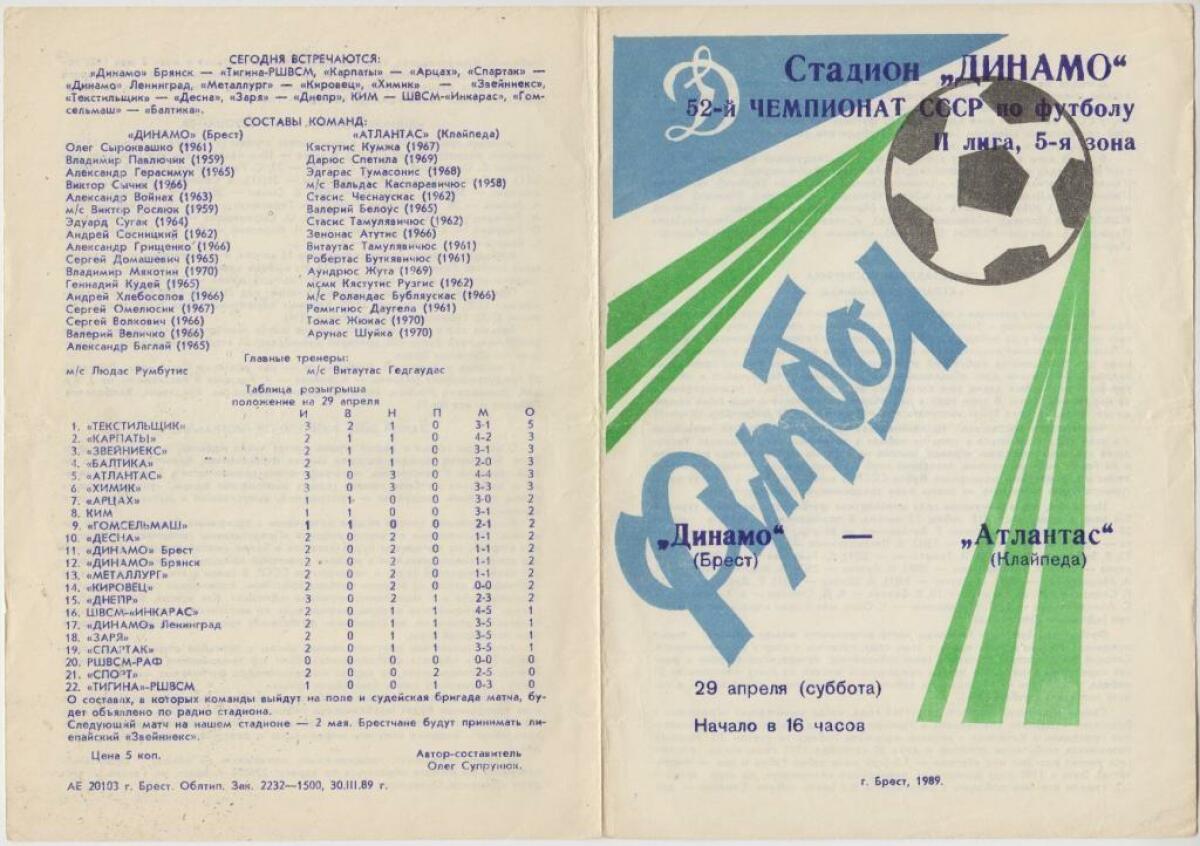 СЕГОДНЯ ВСТРЕЧАЮТСЯ:
«Динамо» Брянск — «Тигина-РШВСМ, «Карпаты» — «Арцах», «Спартак» —
«Динамо» Ленинград, «Металлург» — «Кировец», «Химик» — «Звейниекс»,
«Текстильщик» — «Десна», «Заря» — «Днепр», КИМ — ШВСМ-«Инкарас», «Гом-
сельмаш» — «Балтика».
СОСТАВЫ КОМАНД:
«ДИНАМО» (Брест) «АТЛАНТАС» (Клайпеда)
Олег Сыроквашко (1961) Кястутис Кумжа (1967)
Владимир Павлючик (1959) Дарюс Спетила (1969)
Александр Герасимук (1965) Эдгарас Тумасонис (1968)
Виктор Сычик (1966) м/с Вальдас Каспаревичюс (1958)
Александр Войнах (1963) Стасис Чеснаускас (1962)
м/с Виктор Рослюк (1959) Валерий Белоус (1965)
Эдуард Сугак (1964) Стасис Тамулявичюс (1962)
Андрей Сосницкий (1962) Зенонас Атутис (1966)
Александр Грищенко (1966) Витаутас Тамулявичюс (1961)
Сергей Домашевич (1965) Робертас Буткявичюс (1961)
Владимир Мякотин (1970) Аундрюс Жута (1969)
Геннадий Кудей (1965) мсмк Кястутис Рузгис (1962)
Андрей Хлебосолов (1966) м/с Роландас Бубляускас (1966)
Сергей Омелюсик (1967) Ремигиюс Даугела (1961)
Сергей Волкович (1966) Томас Жюкас (1970)
Валерий Величко (1966) Арунас Шуйка (1970)
Александр Баглай (1965)
Главные тренеры:
м/с Людас Румбутис м/с Витаутас Гедгаудас
Таблица розыгрыша
положение на 29 апреля
И В Н П М О
1. «ТЕКСТИЛЬЩИК» 3 2 1 0 3-1 5
2. «КАРПАТЫ» 2 1 1 0 4-2 3
3. «ЗВЕЙНИЕКС» 2 1 1 0 3-1 3
4. «БАЛТИКА» 2 1 1 0 2-0 3
5. «АТЛАНТАС» 3 0 3 0 4-4 3
6. «ХИМИК» 3 0 3 0 3-3 3
7. «АРЦАХ» 1 1 0 0 3-0 2
8. КИМ 1 1 0 0 3-1 2
9. «ГОМСЕЛЬМАШ» 1 1 0 0 2-1 2
10. «ДЕСНА» 2 0 2 0 1-1 2
11. «ДИНАМО» Брест 2 0 2 0 1-1 2
12. «ДИНАМО» Брянск 2 0 2 0 1-1 2
13. «МЕТАЛЛУРГ» 2 0 2 0 1-1 2
14. «КИРОВЕЦ» 2 0 2 0 0-0 2
15. «ДНЕПР» 3 0 2 1 2-3 2
16. ШВСМ-«ИНКАРАС» 2 0 1 1 4-5 1
17. «ДИНАМО» Ленинград 2 0 1 1 3-5 1
18. «ЗАРЯ» 2 0 1 1 3-5 1
19. «СПАРТАК» 2 0 1 1 3-5 1
20. РШВСМ-РАФ 0 0 0 0 0-0 0
21. «СПОРТ» 2 0 0 2 2-5 0
22. «ТИГИНА»-РШВСМ 1 0 0 1 0-3 0
О составах, в которых команды выйдут на поле и судейская бригада матча, бу-
дет объявлено по радио стадиона.
Следующий матч на нашем стадионе — 2 мая. Брестчане будут принимать ли-
епайский «Звейниекс».
Цена 5 коп. Автор-составитель
Олег Супрунюк.
АЕ 20103 г. Брест. Облтип. Зак. 2232—1500, 30.III.89 г.
Д
Стадион „ДИНАМО“
52-й ЧЕМПИОНАТ СССР по футболу
II лига, 5-я зона
Футбол
„Динамо“ — „Атлантас“
(Брест) (Клайпеда)
29 апреля (суббота)
Начало в 16 часов
г. Брест, 1989.